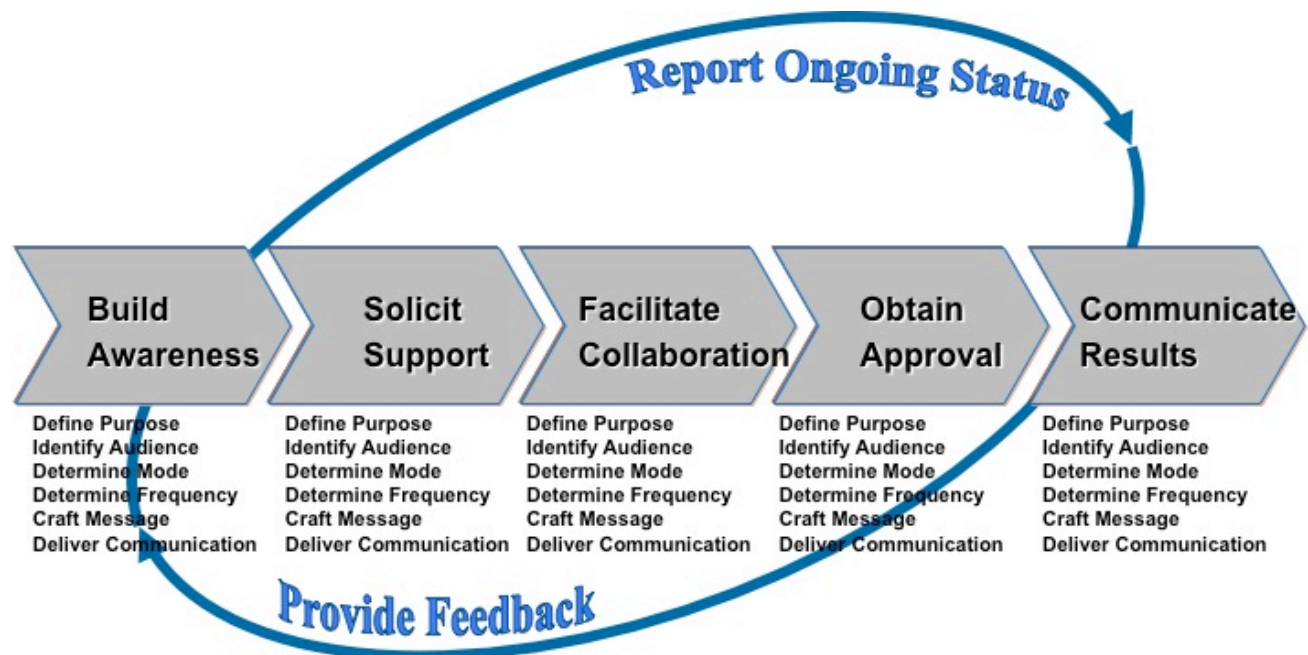 Report Ongoing Status
Build
Awareness
Solicit
Support
Facilitate
Collaboration
Obtain
Approval
Communicate
Results
Define Purpose
Identify Audience
Determine Mode
Determine Frequency
Craft Message
Deliver Communication
Define Purpose
Identify Audience
Determine Mode
Determine Frequency
Craft Message
Deliver Communication
Define Purpose
Identify Audience
Determine Mode
Determine Frequency
Craft Message
Deliver Communication
Define Purpose
Identify Audience
Determine Mode
Determine Frequency
Craft Message
Deliver Communication
Define Purpose
Identify Audience
Determine Mode
Determine Frequency
Craft Message
Deliver Communication
Provide Feedback